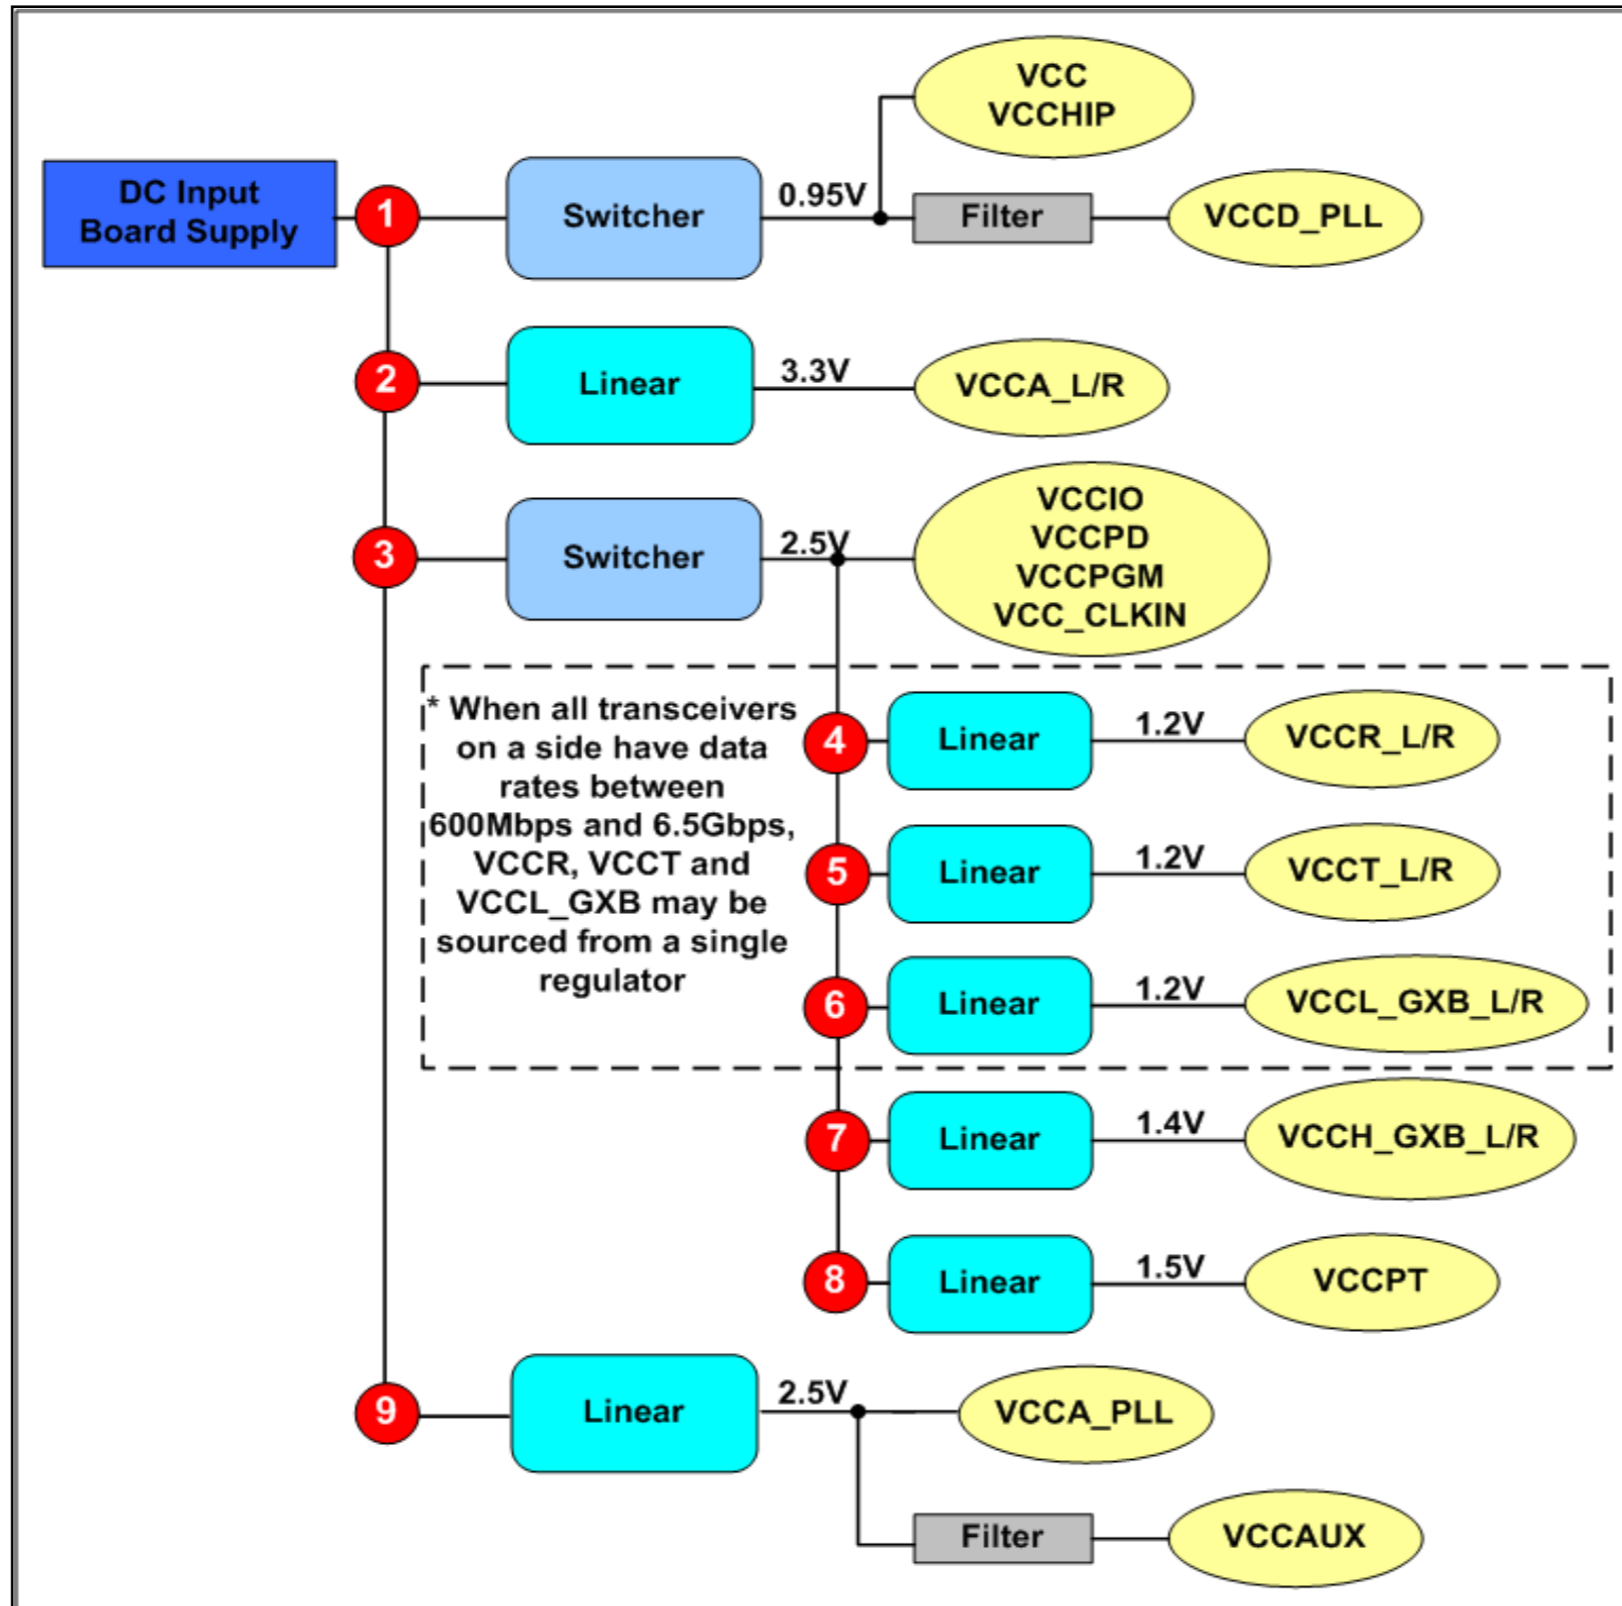 VCC
VCCHIP
DC Input
Board Supply
1
Switcher
0.95V
Filter
VCCD_PLL
2
Linear
3.3V
VCCA_L/R
3
Switcher
2.5V
VCCIO
VCCPD
VCCPGM
VCC_CLKIN
* When all transceivers
on a side have data
rates between
600Mbps and 6.5Gbps,
VCCR, VCCT and
VCCL_GXB may be
sourced from a single
regulator
4
Linear
1.2V
VCCR_L/R
5
Linear
1.2V
VCCT_L/R
6
Linear
1.2V
VCCL_GXB_L/R
7
Linear
1.4V
VCCH_GXB_L/R
8
Linear
1.5V
VCCPT
9
Linear
2.5V
VCCA_PLL
Filter
VCCAUX